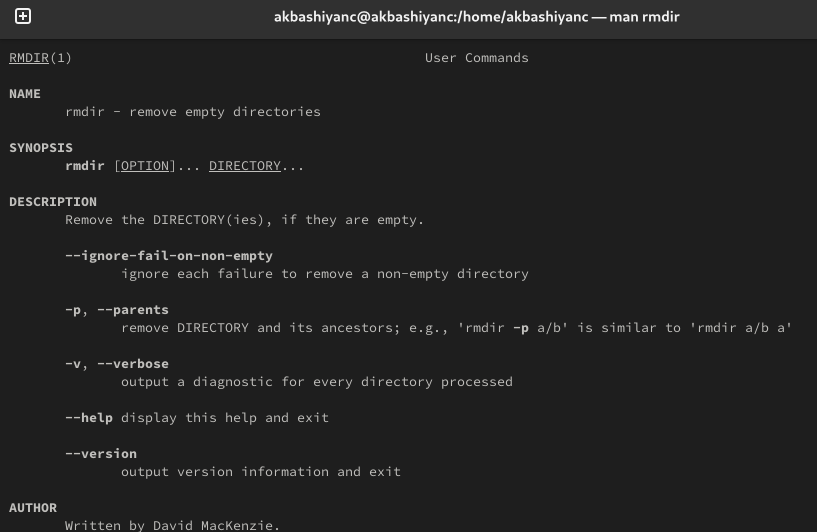 akbashiyanc@akbashiyanc:/home/akbashiyanc — man rmdir
RMDIR(1) User Commands
NAME
rmdir - remove empty directories
SYNOPSIS
rmdir [OPTION]... DIRECTORY...
DESCRIPTION
Remove the DIRECTORY(ies), if they are empty.
--ignore-fail-on-non-empty
ignore each failure to remove a non-empty directory
-p, --parents
remove DIRECTORY and its ancestors; e.g., 'rmdir -p a/b' is similar to 'rmdir a/b a'
-v, --verbose
output a diagnostic for every directory processed
--help display this help and exit
--version
output version information and exit
AUTHOR
Written by David MacKenzie.